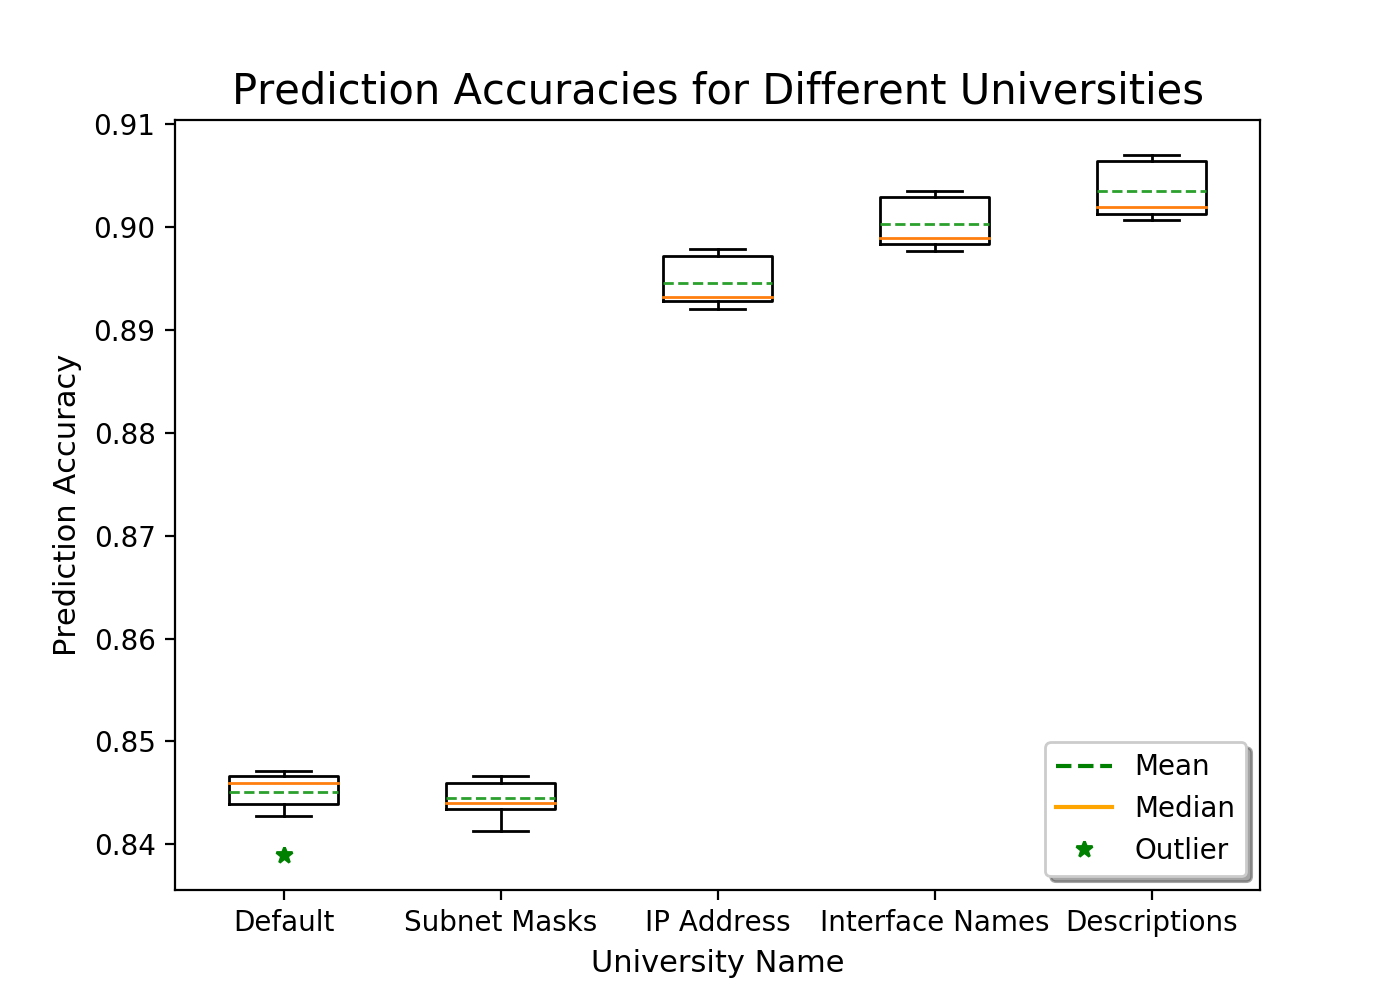 Prediction Accuracies for Different Universities
0.91
0.90
0.89
0.88
0.87
0.86
0.85
0.84
Prediction Accuracy
Mean
Median
Outlier
Default Subnet Masks IP Address Interface Names Descriptions
University Name